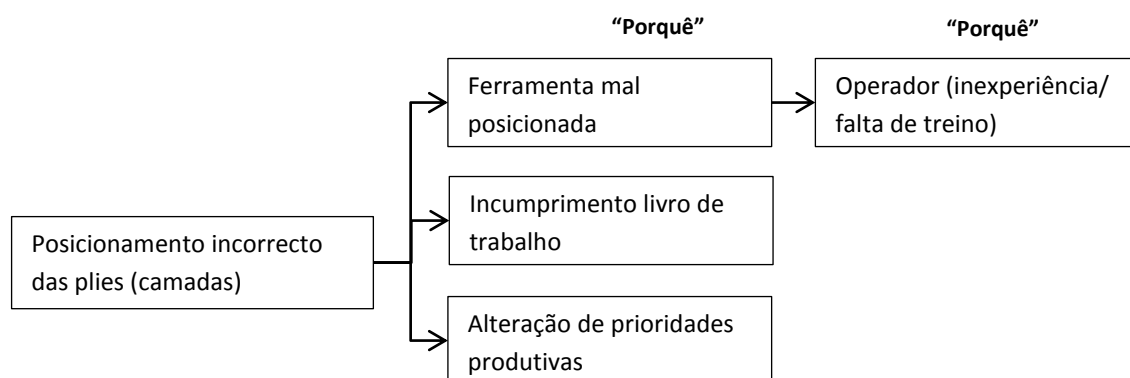 “Porquê”
“Porquê”
Ferramenta mal
posicionada
Operador (inexperiência/
falta de treino)
Incumprimento livro de
trabalho
Posicionamento incorrecto
das plies (camadas)
Alteração de prioridades
produtivas